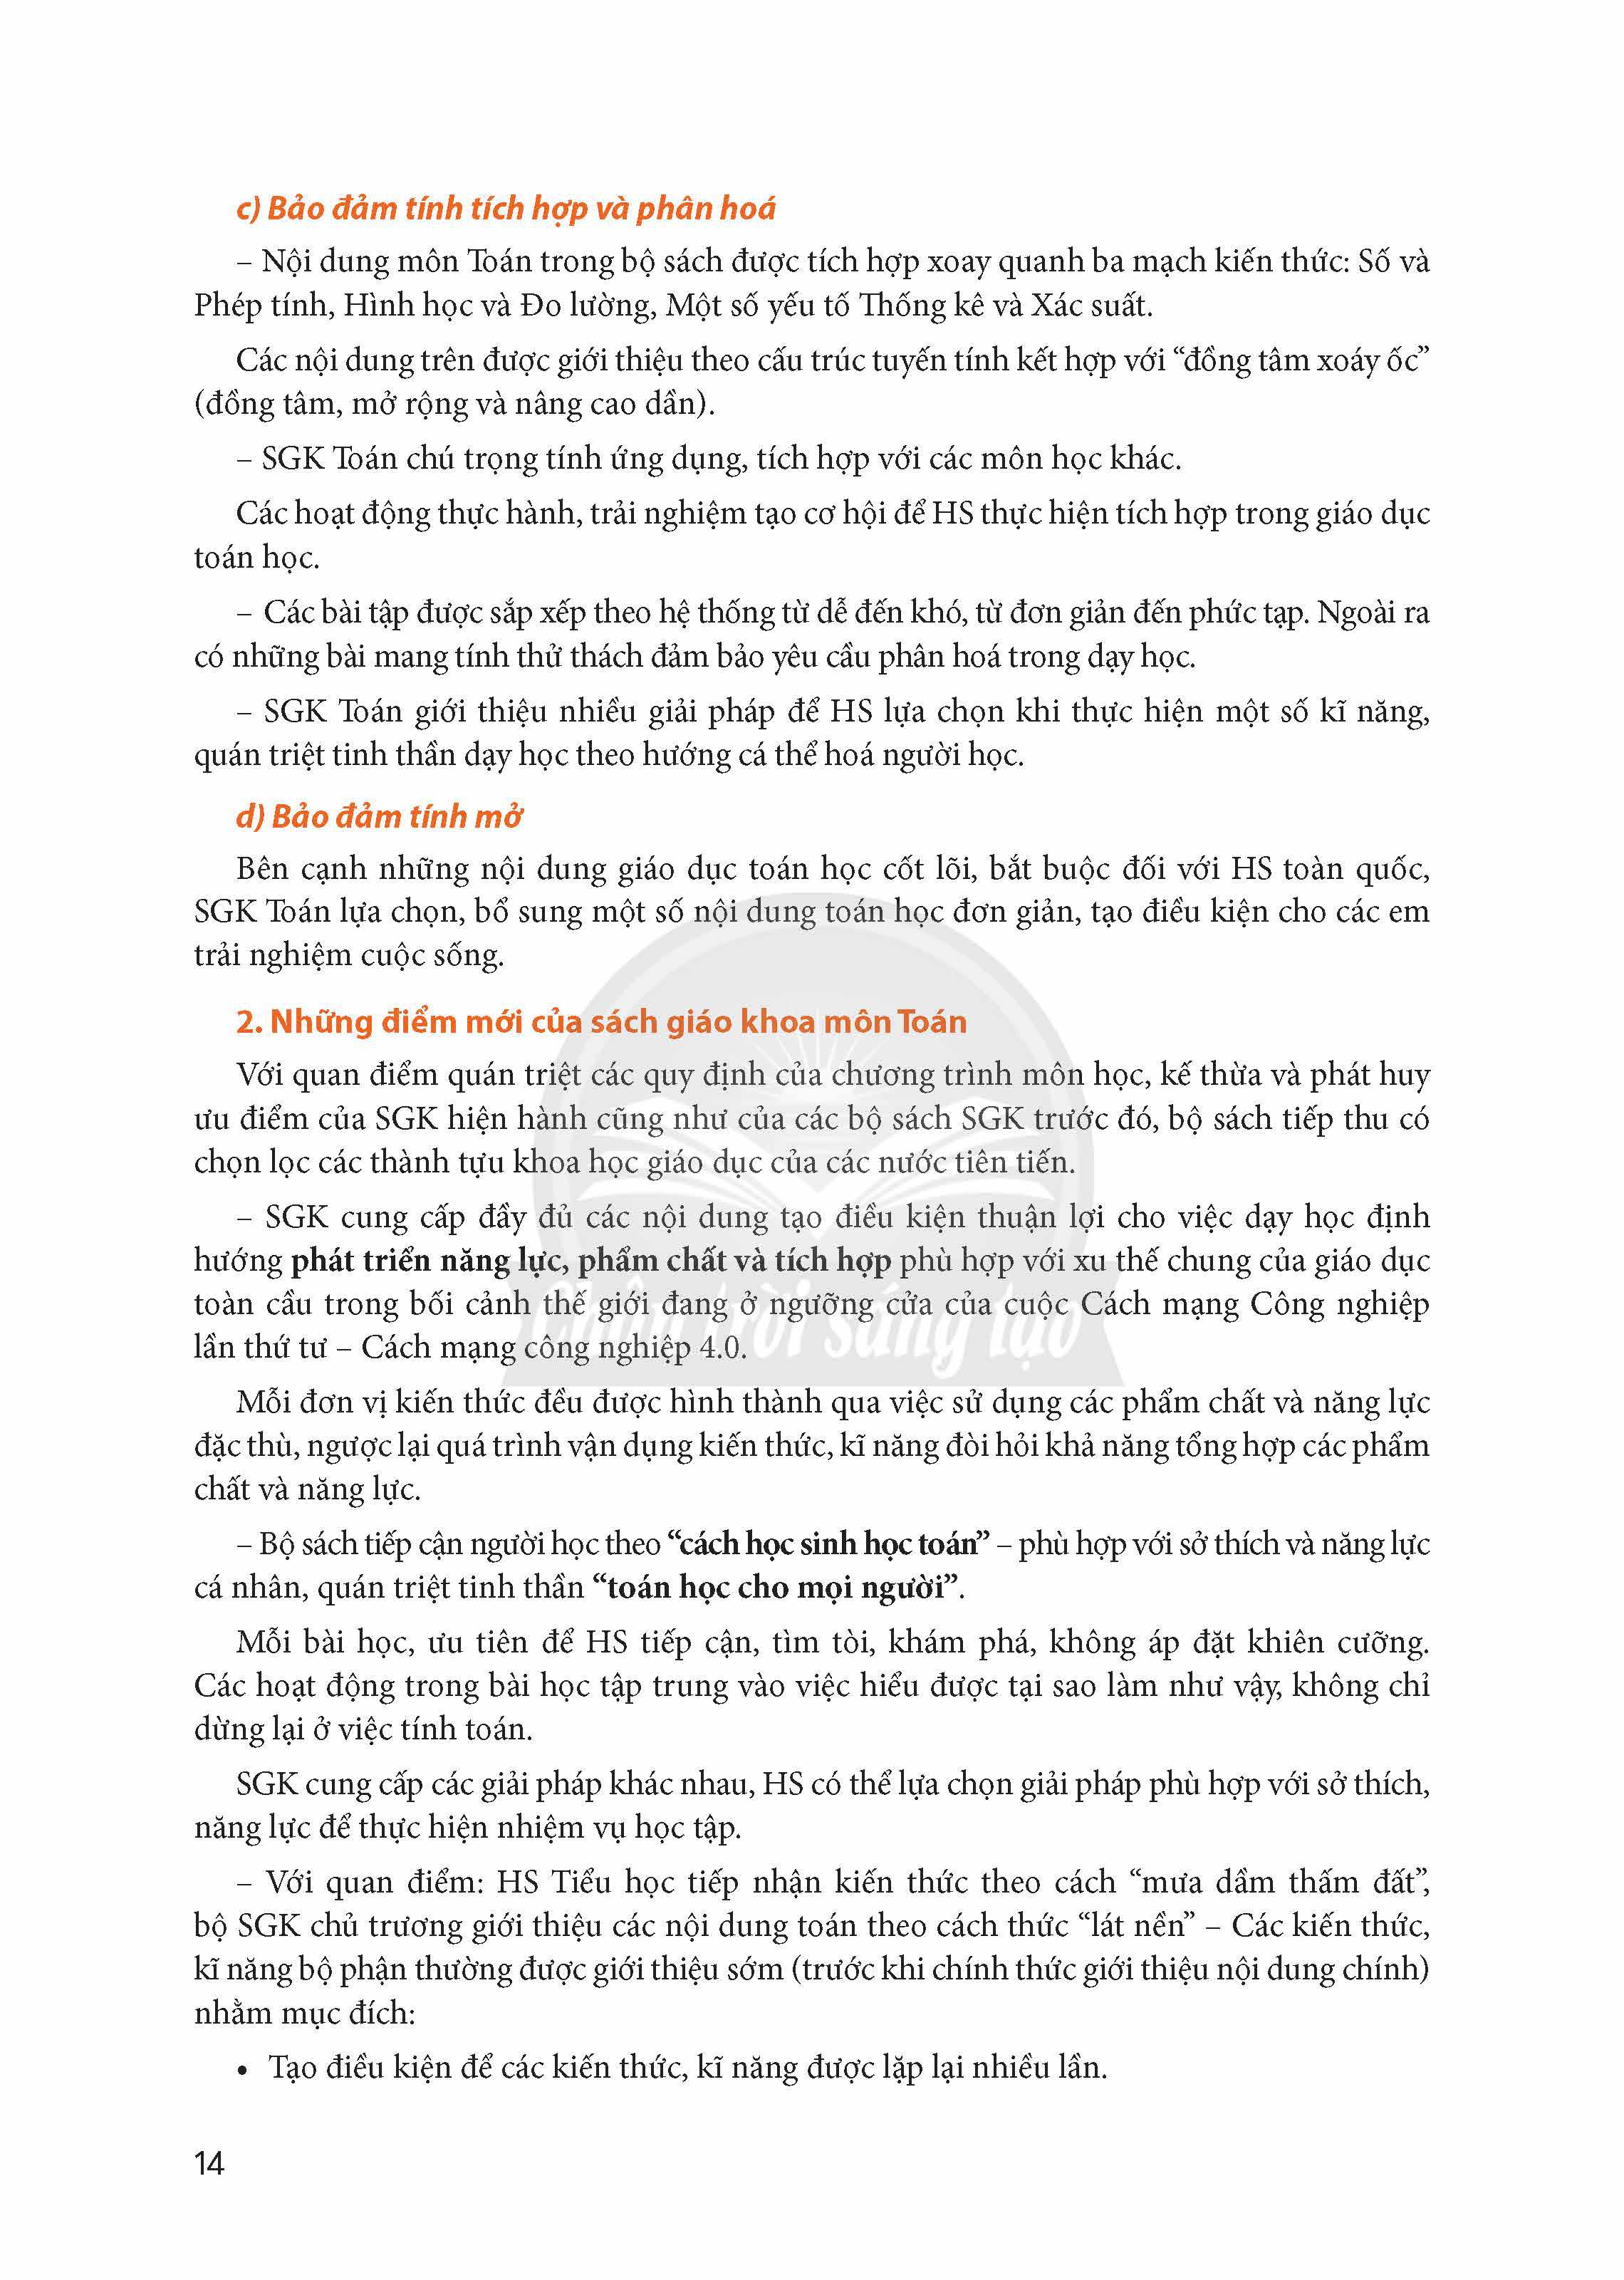 c) Bảo đảm tính tích hợp và phân hoá
– Nội dung môn Toán trong bộ sách được tích hợp xoay quanh ba mạch kiến thức: Số và
Phép tính, Hình học và Đo lường, Một số yếu tố Thống kê và Xác suất.
Các nội dung trên được giới thiệu theo cấu trúc tuyến tính kết hợp với “đồng tâm xoáy ốc”
(đồng tâm, mở rộng và nâng cao dần).
– SGK Toán chú trọng tính ứng dụng, tích hợp với các môn học khác.
Các hoạt động thực hành, trải nghiệm tạo cơ hội để HS thực hiện tích hợp trong giáo dục
toán học.
– Các bài tập được sắp xếp theo hệ thống từ dễ đến khó, từ đơn giản đến phức tạp. Ngoài ra
có những bài mang tính thử thách đảm bảo yêu cầu phân hoá trong dạy học.
– SGK Toán giới thiệu nhiều giải pháp để HS lựa chọn khi thực hiện một số kĩ năng,
quán triệt tinh thần dạy học theo hướng cá thể hoá người học.
d) Bảo đảm tính mở
Bên cạnh những nội dung giáo dục toán học cốt lõi, bắt buộc đối với HS toàn quốc,
SGK Toán lựa chọn, bổ sung một số nội dung toán học đơn giản, tạo điều kiện cho các em
trải nghiệm cuộc sống.
2. Những điểm mới của sách giáo khoa môn Toán
Với quan điểm quán triệt các quy định của chương trình môn học, kế thừa và phát huy
ưu điểm của SGK hiện hành cũng như của các bộ sách SGK trước đó, bộ sách tiếp thu có
chọn lọc các thành tựu khoa học giáo dục của các nước tiên tiến.
– SGK cung cấp đầy đủ các nội dung tạo điều kiện thuận lợi cho việc dạy học định
hướng phát triển năng lực, phẩm chất và tích hợp phù hợp với xu thế chung của giáo dục
toàn cầu trong bối cảnh thế giới đang ở ngưỡng cửa của cuộc Cách mạng Công nghiệp
lần thứ tư – Cách mạng công nghiệp 4.0.
Chân trời sáng tạo
Mỗi đơn vị kiến thức đều được hình thành qua việc sử dụng các phẩm chất và năng lực
đặc thù, ngược lại quá trình vận dụng kiến thức, kĩ năng đòi hỏi khả năng tổng hợp các phẩm
chất và năng lực.
– Bộ sách tiếp cận người học theo “cách học sinh học toán” – phù hợp với sở thích và năng lực
cá nhân, quán triệt tinh thần “toán học cho mọi người”.
Mỗi bài học, ưu tiên để HS tiếp cận, tìm tòi, khám phá, không áp đặt khiên cưỡng.
Các hoạt động trong bài học tập trung vào việc hiểu được tại sao làm như vậy, không chỉ
dừng lại ở việc tính toán.
SGK cung cấp các giải pháp khác nhau, HS có thể lựa chọn giải pháp phù hợp với sở thích,
năng lực để thực hiện nhiệm vụ học tập.
– Với quan điểm: HS Tiểu học tiếp nhận kiến thức theo cách “mưa dầm thấm đất”,
bộ SGK chủ trương giới thiệu các nội dung toán theo cách thức “lát nền” – Các kiến thức,
kĩ năng bộ phận thường được giới thiệu sớm (trước khi chính thức giới thiệu nội dung chính)
nhằm mục đích:
• Tạo điều kiện để các kiến thức, kĩ năng được lặp lại nhiều lần.
14